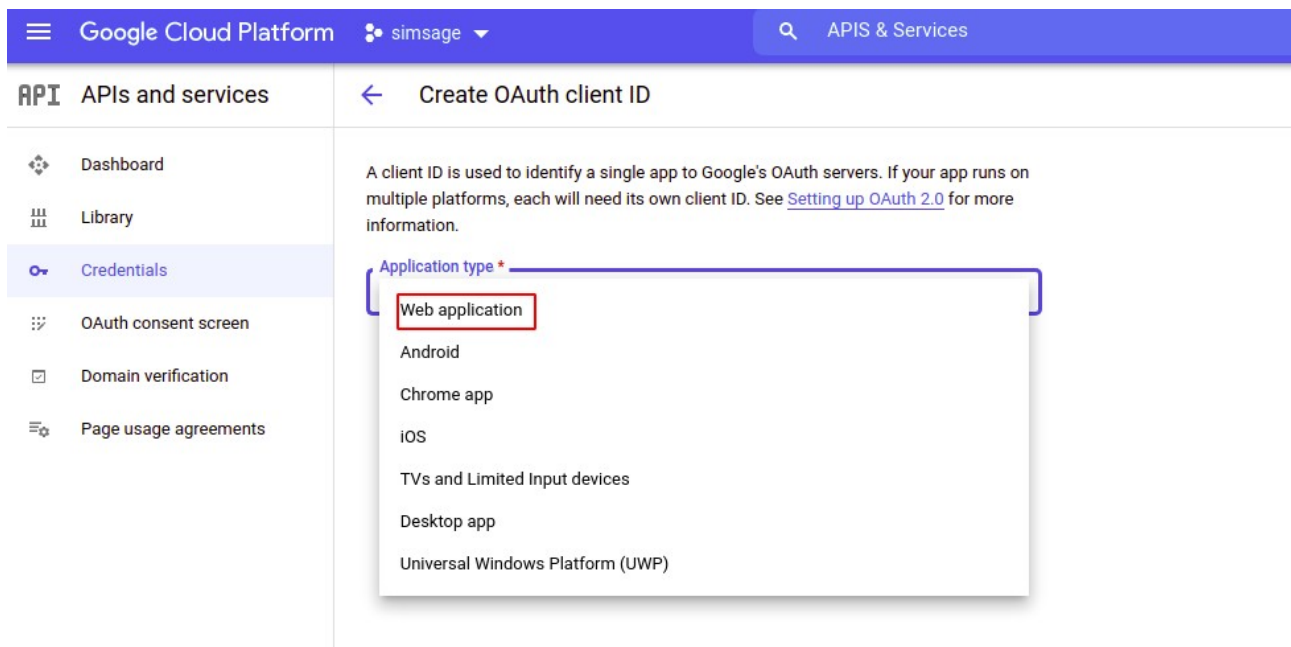 Google Cloud Platform
simsage
APIS & Services
API APIs and services
Create OAuth client ID
Dashboard
Library
Credentials
OAuth consent screen
Domain verification
Page usage agreements
A client ID is used to identify a single app to Google's OAuth servers. If your app runs on
multiple platforms, each will need its own client ID. See Setting up OAuth 2.0 for more
information.
Application type *
Web application
Android
Chrome app
iOS
TVs and Limited Input devices
Desktop app
Universal Windows Platform (UWP)